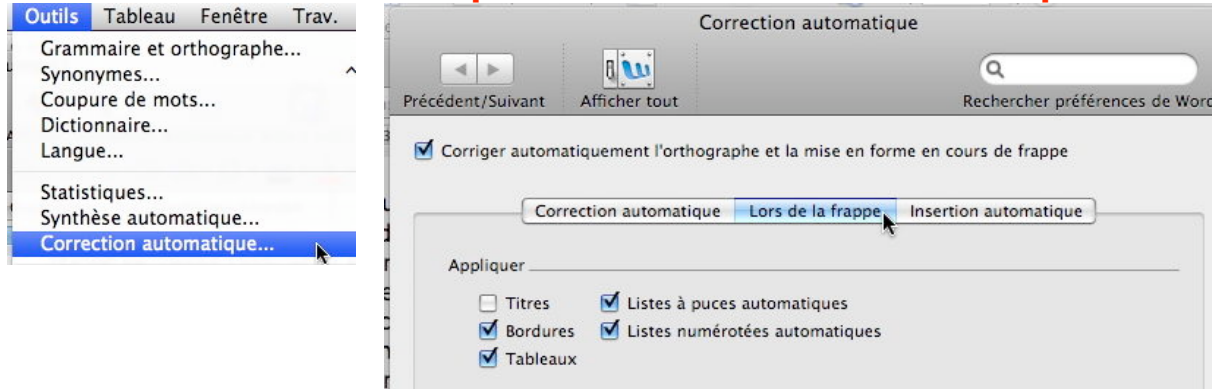 Outils Tableau Fenêtre Trav.
Grammaire et orthographe...
Synonymes...
Coupure de mots...
Dictionnaire...
Langue...
Statistiques...
Synthèse automatique...
Correction automatique...
Correction automatique
Précédent/Suivant Afficher tout Rechercher préférences de Word
Corriger automatiquement l'orthographe et la mise en forme en cours de frappe
Correction automatique Lors de la frappe Insertion automatique
Appliquer
Titres Listes à puces automatiques
Bordures Listes numérotées automatiques
Tableaux